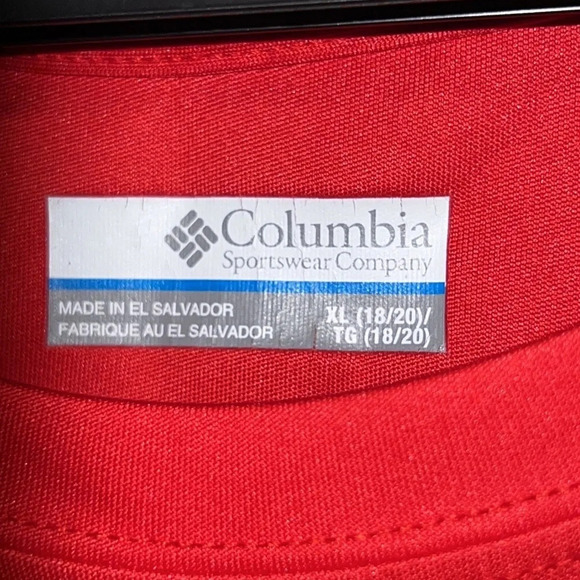 Columbia
Sportswear Company
MADE IN EL SALVADOR
FABRIQUE AU EL SALVADOR
XL (18/20)/
TG (18/20)